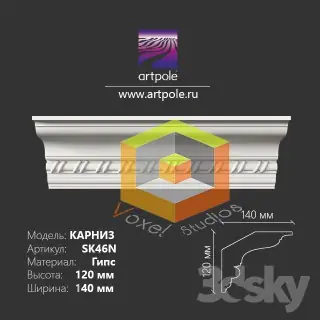 artpole
www.artpole.ru
Voxel Studios
140 мм
120 мм
Модель: КАРНИЗ
Артикул: SK46N
Материал: Гипс
Высота: 120 мм
Ширина: 140 мм
3dsky